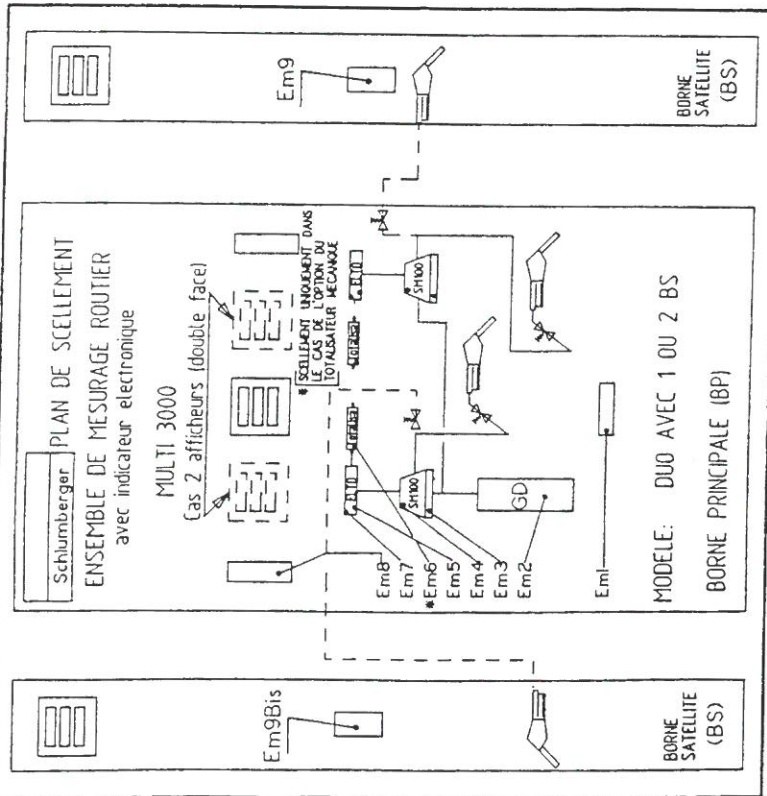 Schlumberger
PLAN DE SCELLEMENT
ENSEMBLE DE MESURAGE ROUTIER
avec indicateur electronique
MULTI 3000
Cas 2 afficheurs (double face)
* SCELLEMENT UNIQUEMENT DANS
LE CAS DE L'OPTION DU
TOTALISATEUR MECANIQUE
Em9Bis
Em9
ELTO
ELTO
SM100
SM100
GD
Em8
Em7
*Em6
Em5
Em4
Em3
Em2
Em1
MODELE: DUO AVEC 1 OU 2 BS
BORNE PRINCIPALE (BP)
BORNE
SATELLITE
(BS)
BORNE
SATELLITE
(BS)